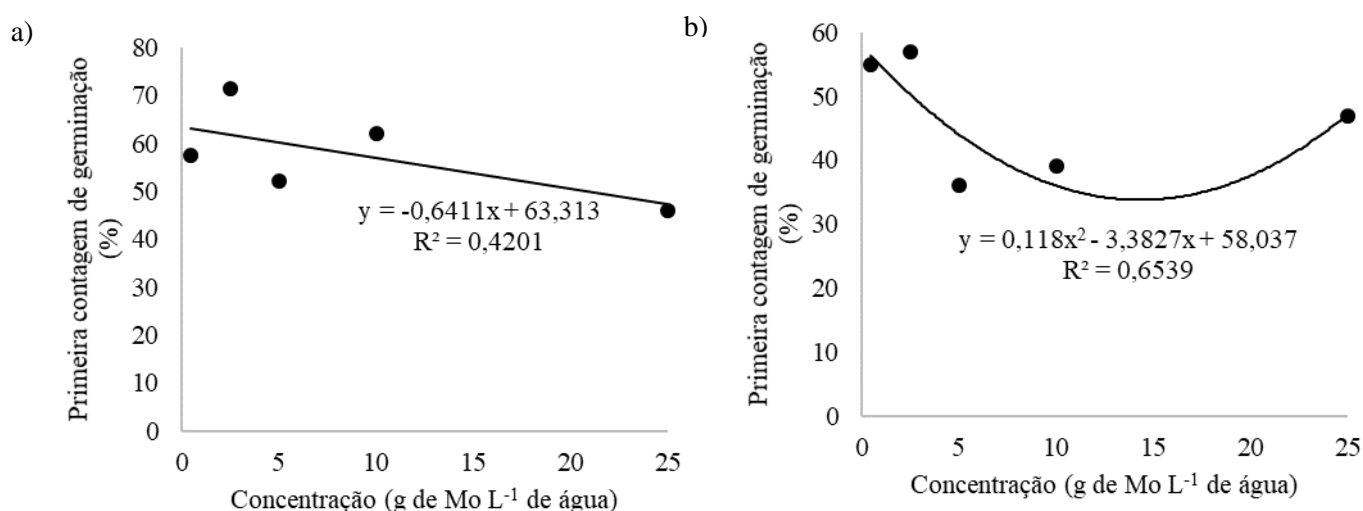 a)
Primeira contagem de germinação
(%)
80
70
60
50
40
30
20
10
0
y = -0,6411x + 63,313
R² = 0,4201
0 5 10 15 20 25
Concentração (g de Mo L⁻¹ de água)
b)
Primeira contagem de germinação
(%)
60
50
40
30
20
10
0
y = 0,118x² - 3,3827x + 58,037
R² = 0,6539
0 5 10 15 20 25
Concentração (g de Mo L⁻¹ de água)